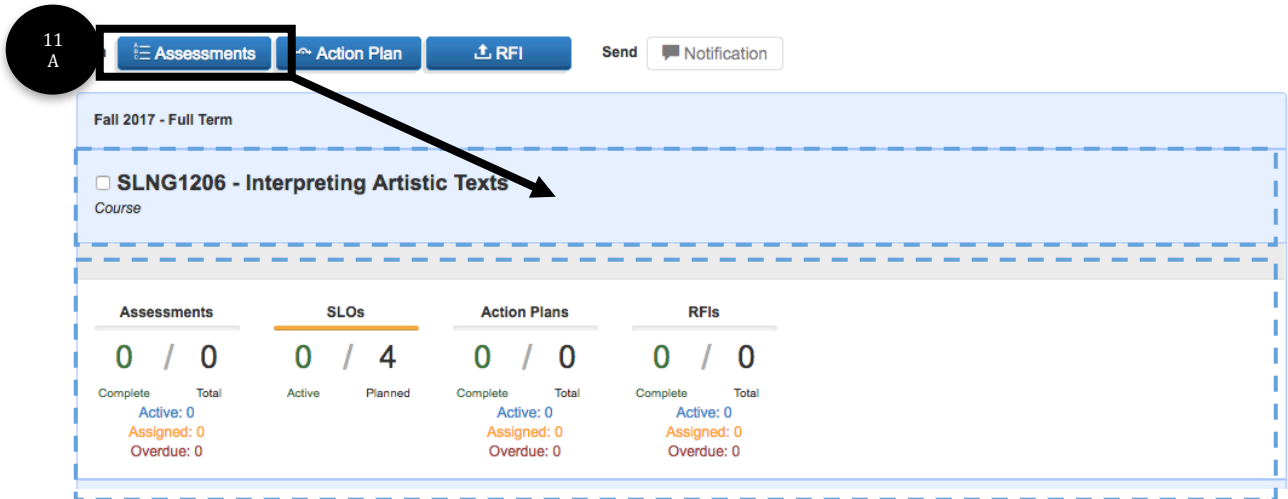 11
A
Assessments Action Plan RFI Send Notification
Fall 2017 - Full Term
SLNG1206 - Interpreting Artistic Texts
Course
Assessments SLOs Action Plans RFIs
0 / 0 0 / 4 0 / 0 0 / 0
Complete Total Active Planned Complete Total Complete Total
Active: 0 Active: 0 Active: 0
Assigned: 0 Assigned: 0 Assigned: 0
Overdue: 0 Overdue: 0 Overdue: 0